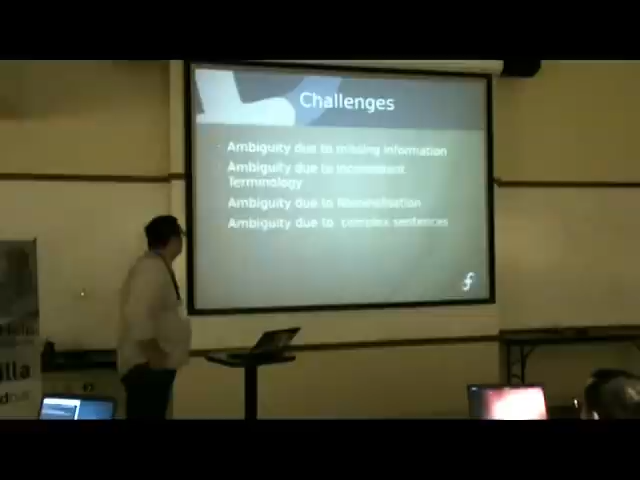 Challenges
Ambiguity due to missing information
Ambiguity due to inconsistent
Terminology
Ambiguity due to Nominalisation
Ambiguity due to complex sentences
f
illa